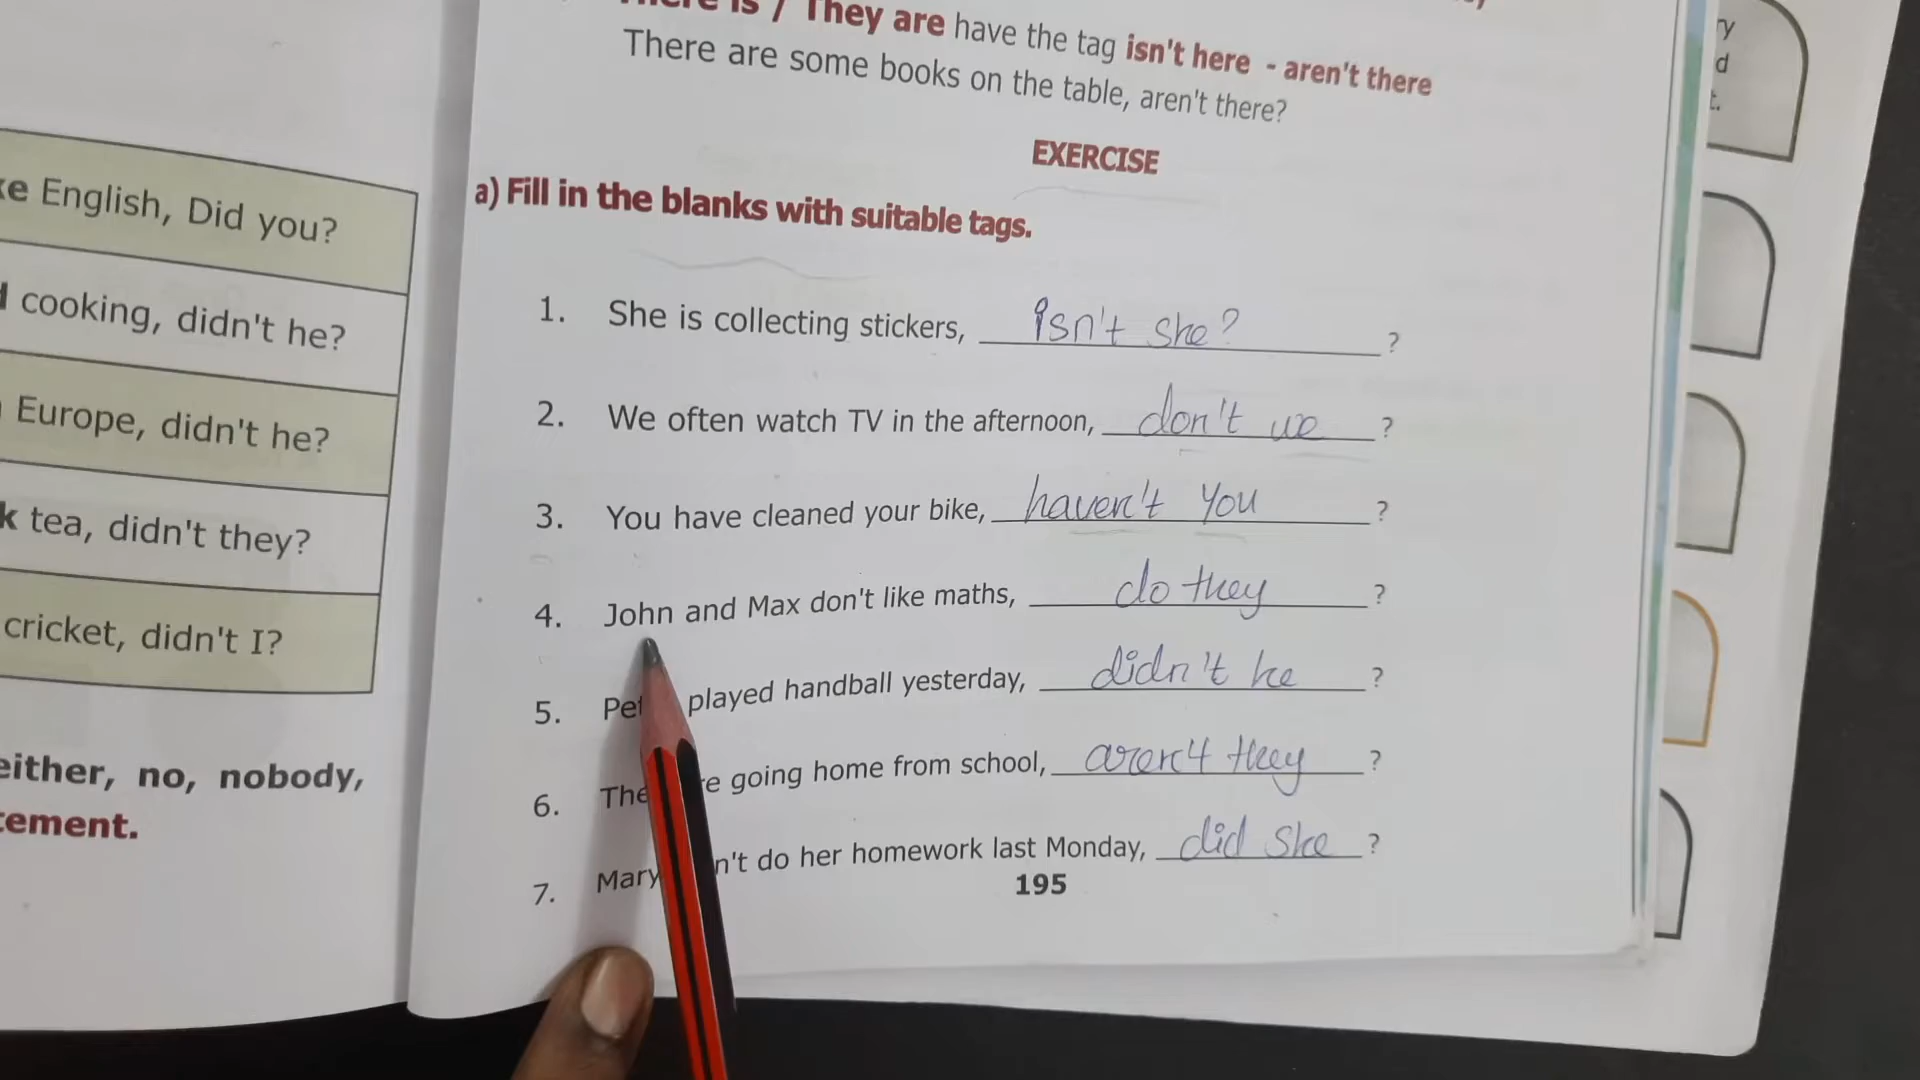 They are have the tag isn't here - aren't there
There are some books on the table, aren't there?
EXERCISE
a) Fill in the blanks with suitable tags.
1. She is collecting stickers, isn't she? ?
2. We often watch TV in the afternoon, don't we ?
3. You have cleaned your bike, haven't you ?
4. John and Max don't like maths, do they ?
5. played handball yesterday, didn't he ?
6. going home from school, aren't they ?
7. Mary n't do her homework last Monday, did she ?
195
English, Did you?
cooking, didn't he?
Europe, didn't he?
tea, didn't they?
cricket, didn't I?
either, no, nobody,